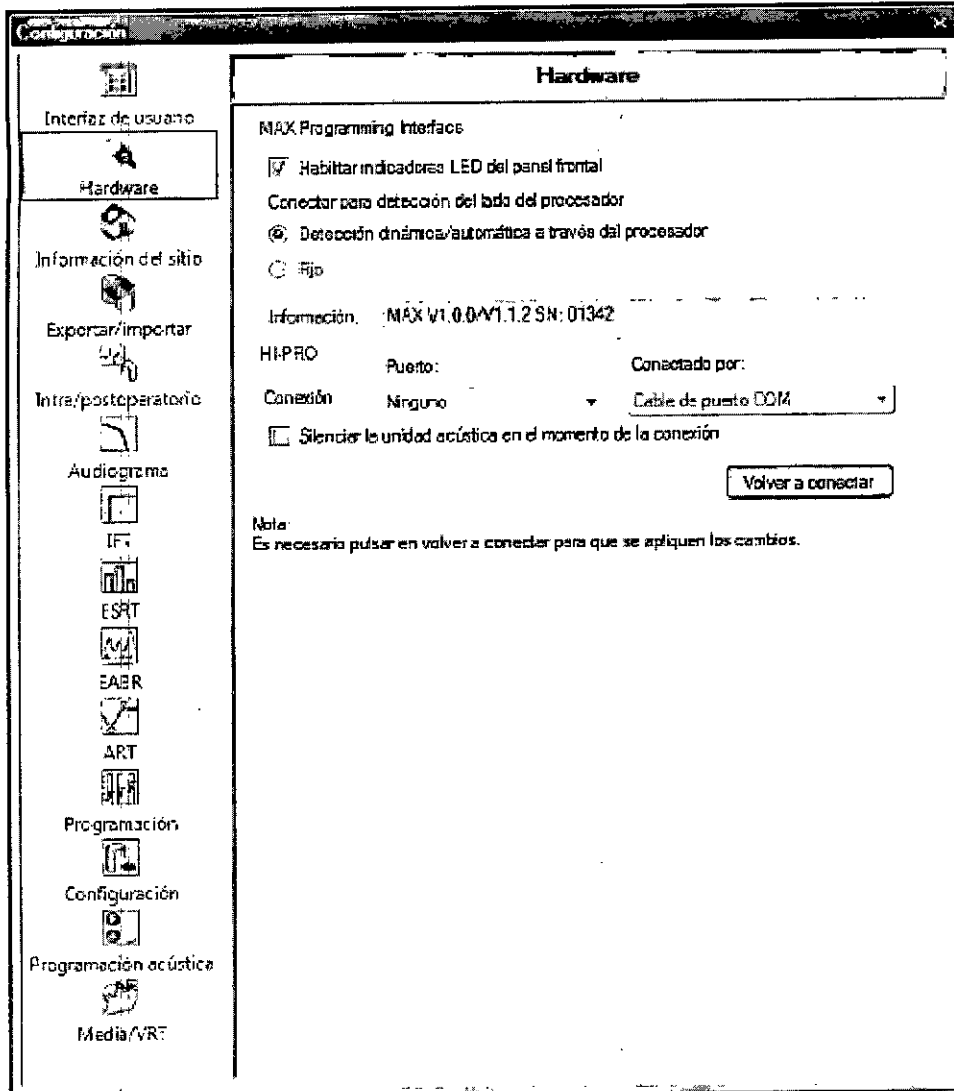 Configuración
Interfaz de usuario
Hardware
Información del sitio
Exportar/importar
Intra/postoperatorio
Audiograma
IFT
ESRT
EABR
ART
Programación
Configuración
Programación acústica
Media/VRT
Hardware
MAX Programming Interface
Habilitar indicadores LED del panel frontal
Conectar para detección del lado del procesador
Detección dinámica/automática a través del procesador
Fijo
Información. MAX V1.0.0/V1.1.2 SN: 01342
HI-PRO
Puerto: Conectado por:
Conexión Ninguno Cable de puerto COM
Silenciar la unidad acústica en el momento de la conexión
Volver a conectar
Nota:
Es necesario pulsar en volver a conectar para que se apliquen los cambios.